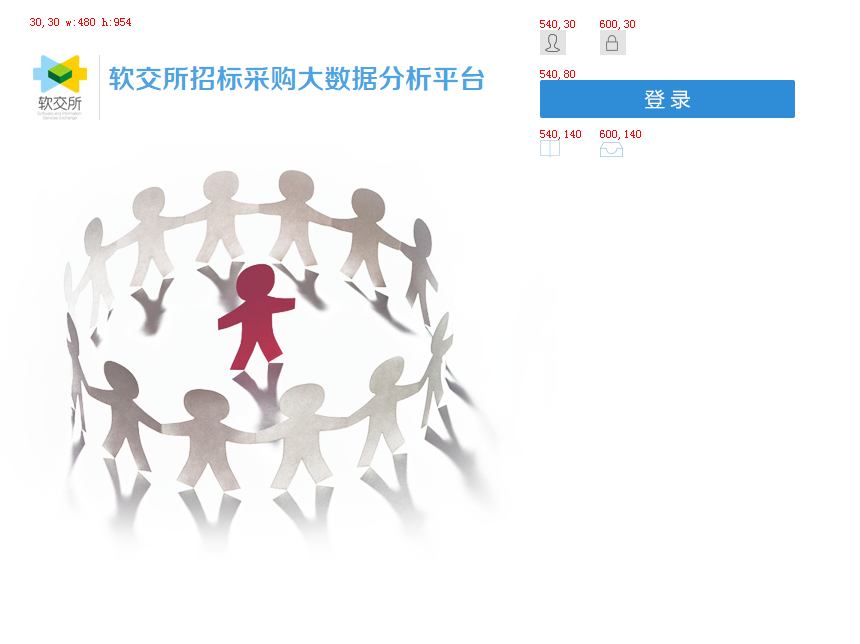 30,30 w:480 h:954
540,30
600,30
软交所招标采购大数据分析平台
软交所
Software and Information
Services Exchange
540,80
登录
540,140
600,140